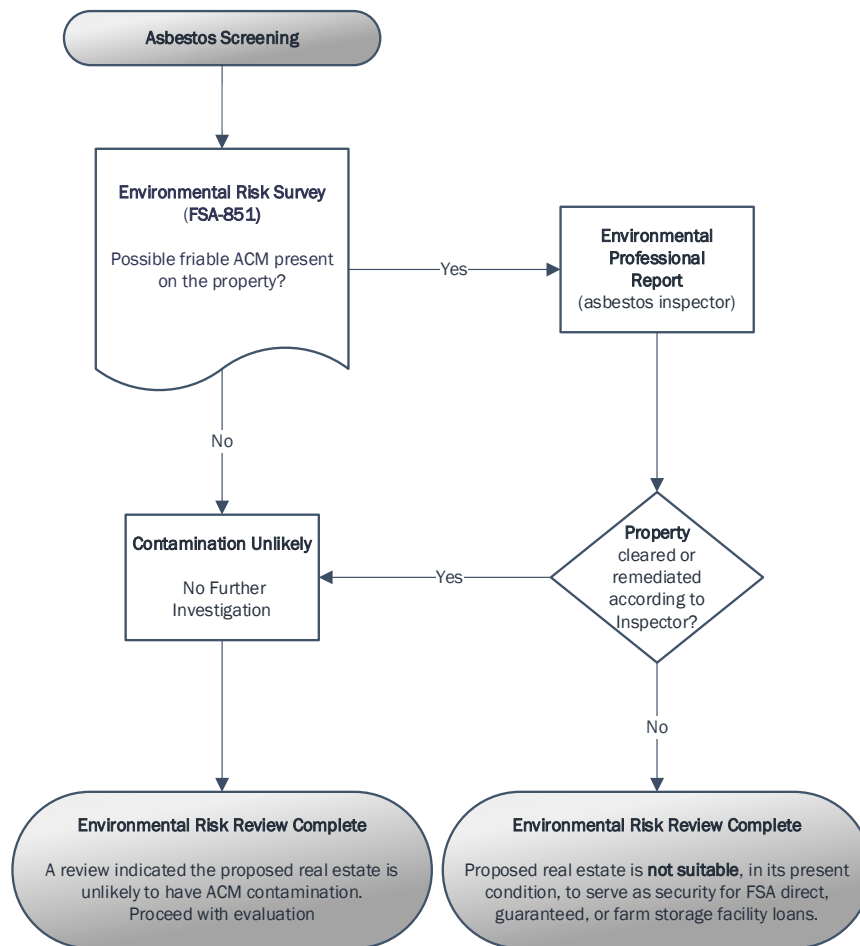 Asbestos Screening
Environmental Risk Survey
(FSA-851)
Possible friable ACM present
on the property?
Yes
Environmental
Professional
Report
(asbestos inspector)
No
Contamination Unlikely
No Further
Investigation
Yes
Property
cleared or
remediated
according to
Inspector?
No
Environmental Risk Review Complete
A review indicated the proposed real estate is
unlikely to have ACM contamination.
Proceed with evaluation
Environmental Risk Review Complete
Proposed real estate is not suitable, in its present
condition, to serve as security for FSA direct,
guaranteed, or farm storage facility loans.